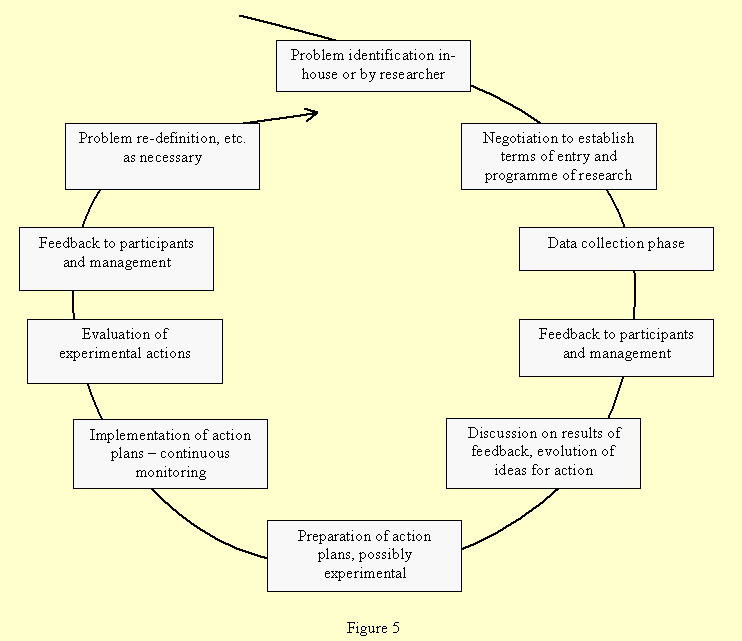 Problem identification in-
house or by researcher
Negotiation to establish
terms of entry and
programme of research
Data collection phase
Feedback to participants
and management
Discussion on results of
feedback, evolution of
ideas for action
Preparation of action
plans, possibly
experimental
Implementation of action
plans – continuous
monitoring
Evaluation of
experimental actions
Feedback to participants
and management
Problem re-definition, etc.
as necessary
Figure 5